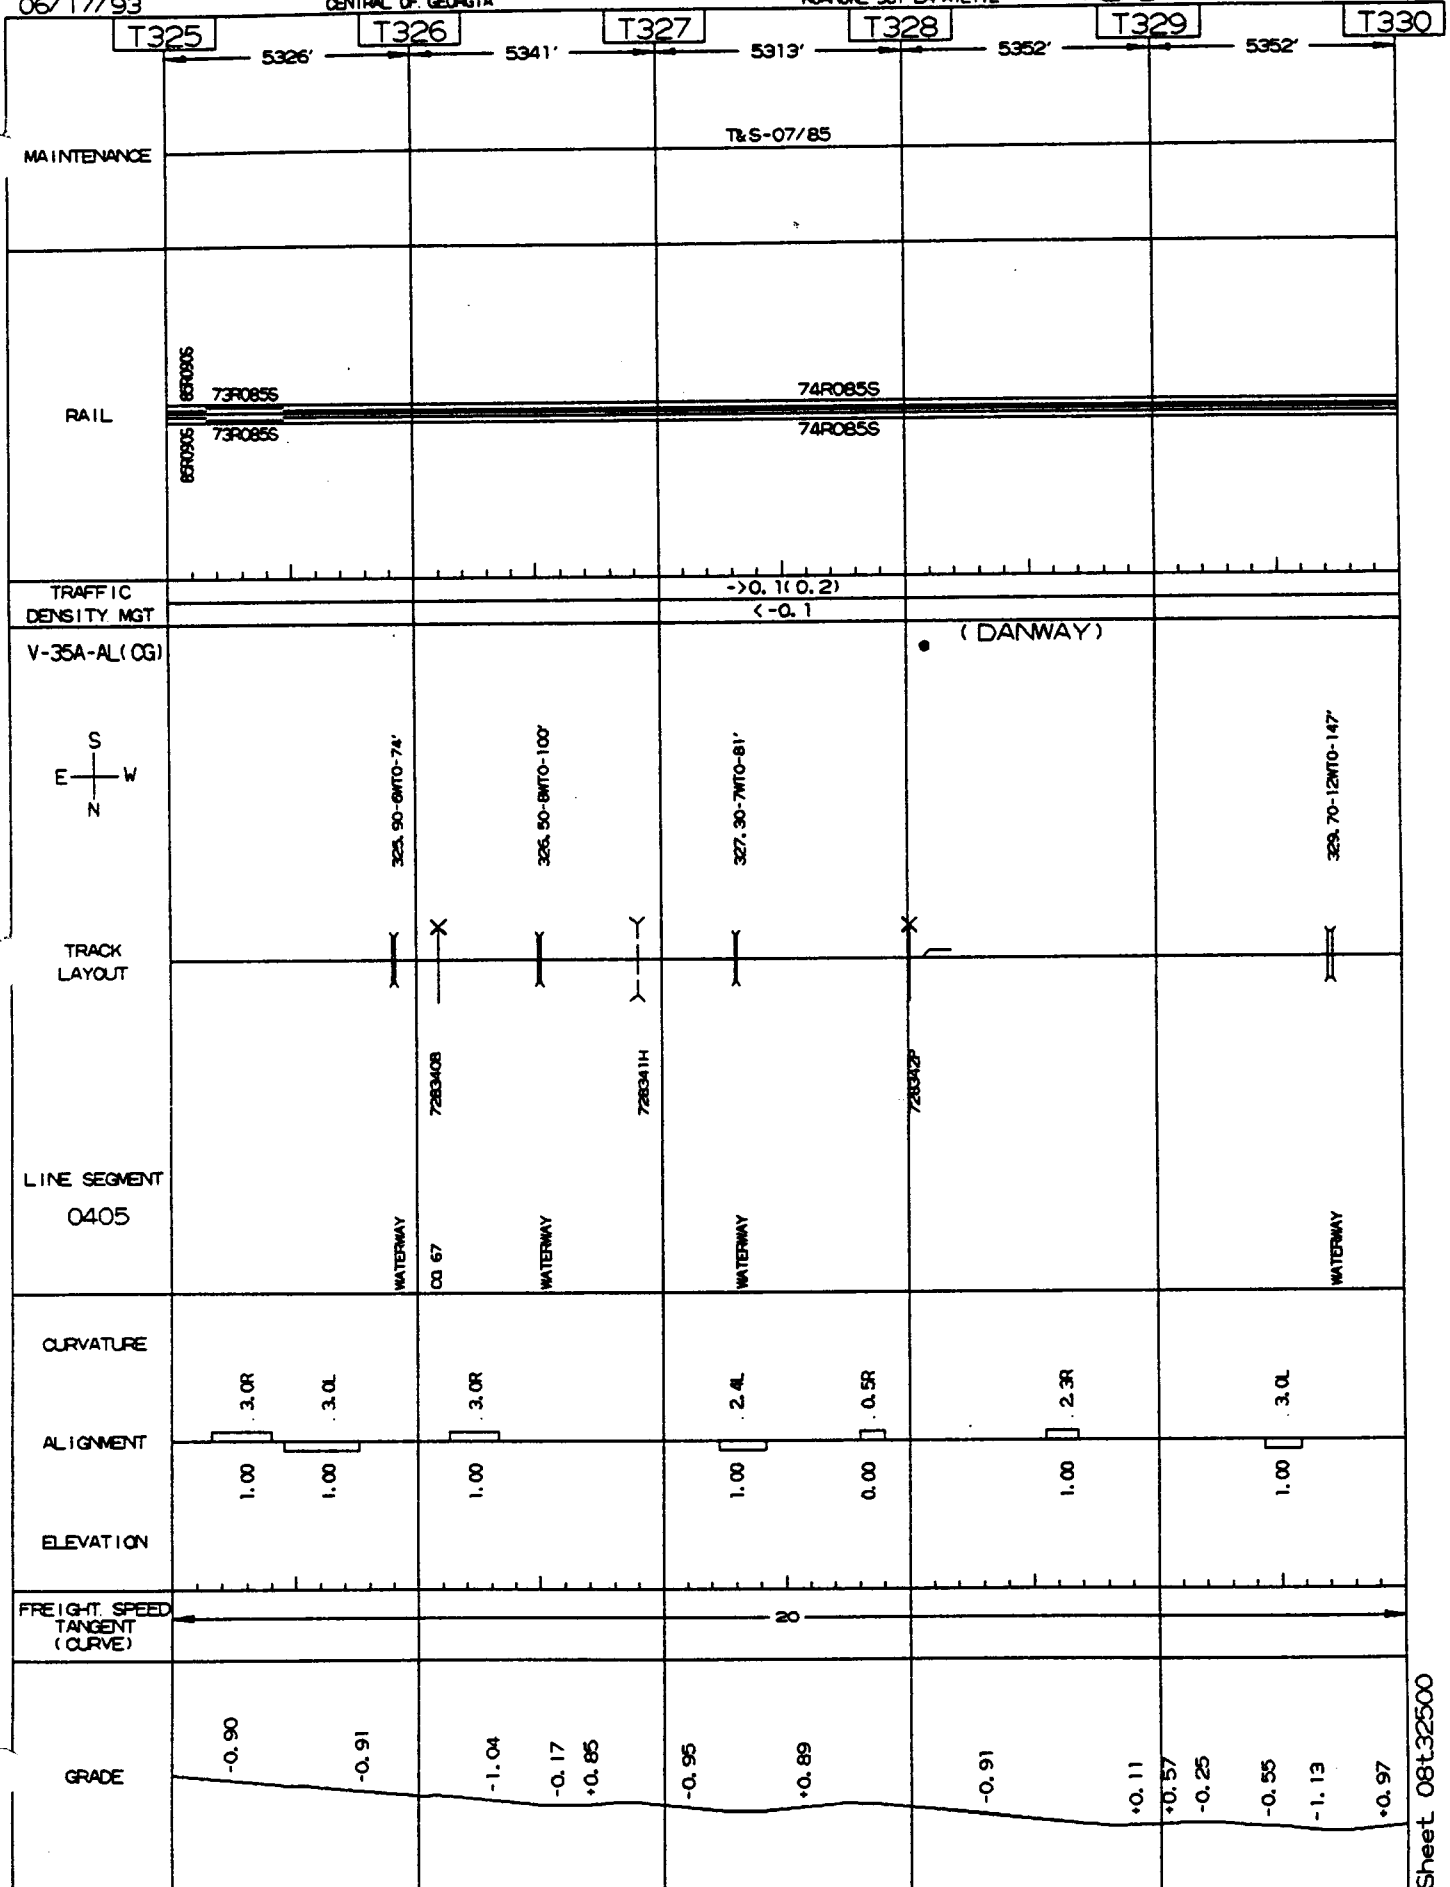 06/17/93
CENTRAL OF GEORGIA
T325 T326 T327 T328 T329 T330
5326' 5341' 5313' 5352' 5352'
T&S-07/85
MAINTENANCE
85R090S
73R085S 74R085S
RAIL
73R085S 74R085S
85R090S
TRAFFIC
DENSITY MGT
->0.1(0.2)
<-0.1
V-35A-AL(CG)
(DANWAY)
S
E W
N
325.90-6WTO-74'
326.50-8WTO-100'
327.30-7WTO-81'
329.70-12WTO-147'
TRACK
LAYOUT
728340B
728341H
728342P
LINE SEGMENT
0405
WATERWAY
CG 67
WATERWAY
WATERWAY
WATERWAY
CURVATURE
3.0R 3.0L 3.0R 2.4L 0.5R 2.3R 3.0L
ALIGNMENT
1.00 1.00 1.00 1.00 0.00 1.00 1.00
ELEVATION
FREIGHT SPEED
TANGENT
(CURVE)
20
GRADE
-0.90 -0.91 -1.04 -0.17 +0.85 -0.95 +0.89 -0.91 +0.11 +0.57 -0.25 -0.55 -1.13 +0.97
Sheet 08t32500